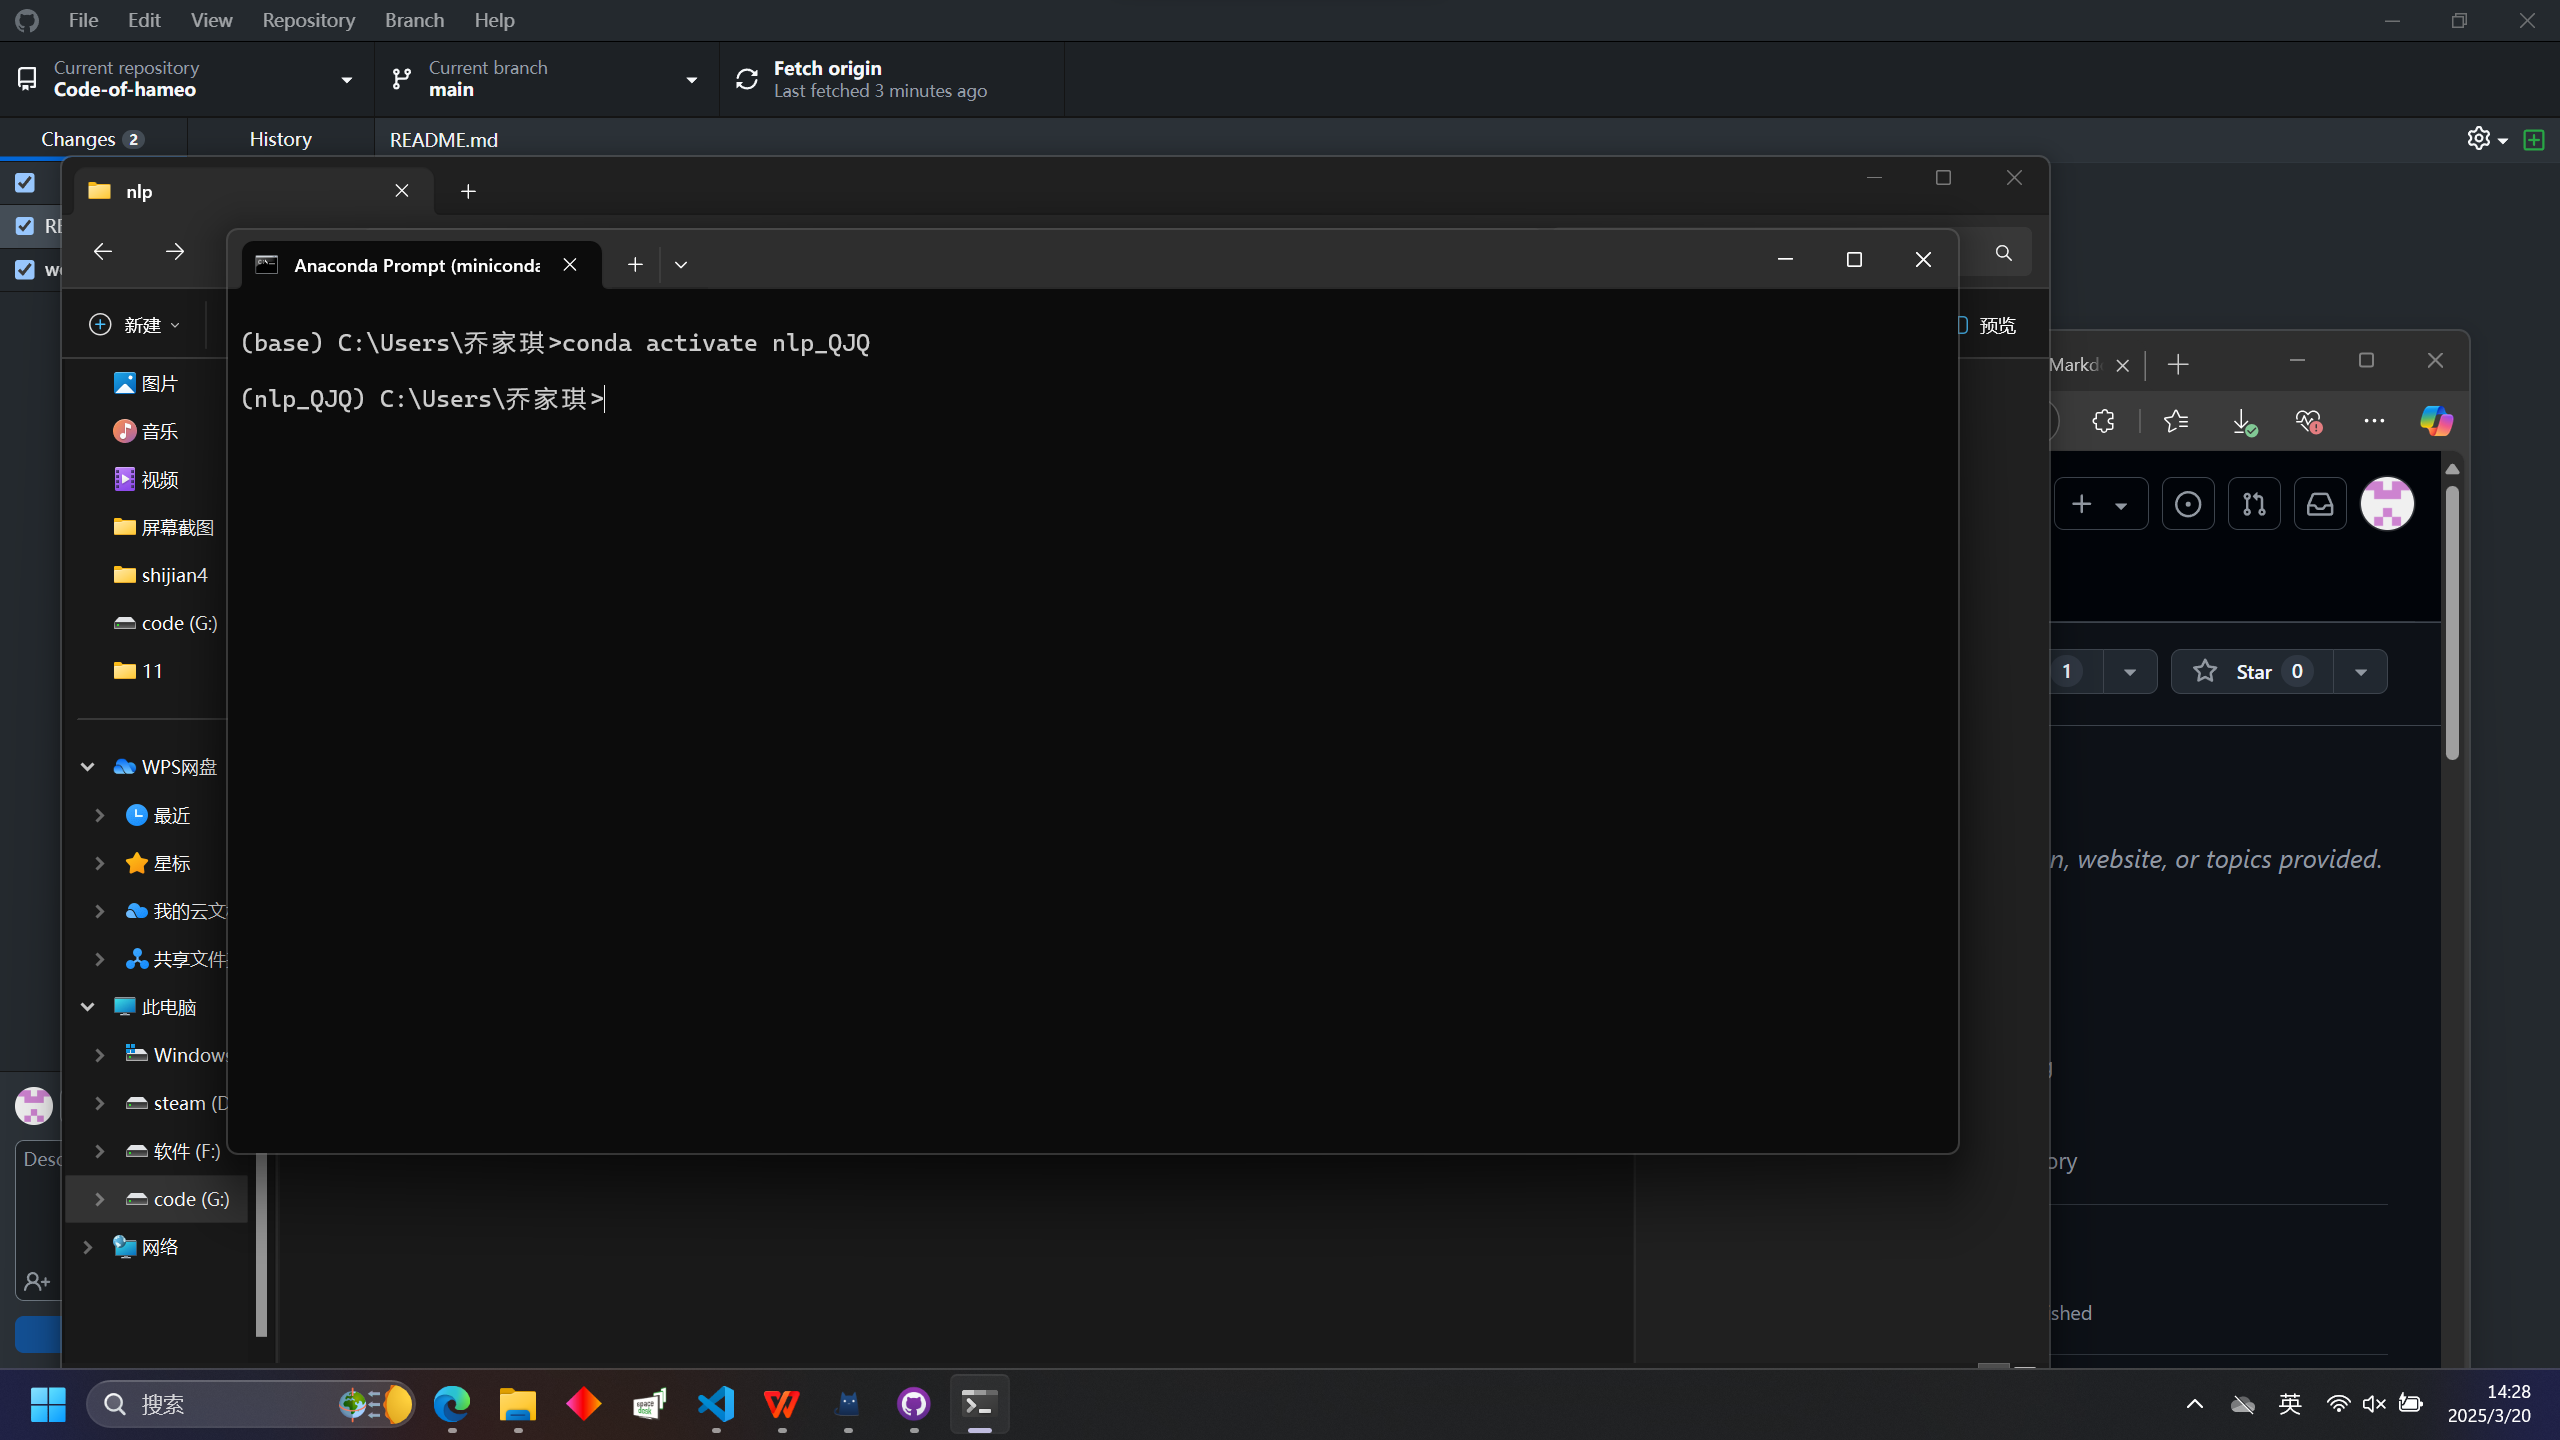 File Edit View Repository Branch Help
Current repository
Code-of-hameo
Current branch
main
Fetch origin
Last fetched 3 minutes ago
Changes 2
History
README.md
nlp
Anaconda Prompt (miniconda
新建
预览
(base) C:\Users\乔家琪>conda activate nlp_QJQ
(nlp_QJQ) C:\Users\乔家琪>
图片
音乐
视频
屏幕截图
shijian4
code (G:)
11
WPS网盘
最近
星标
我的云文
共享文件
此电脑
Windows
steam (D
软件 (F:)
code (G:)
网络
Markd
1
Star 0
n, website, or topics provided.
ory
shed
Desc
搜索
英
14:28
2025/3/20